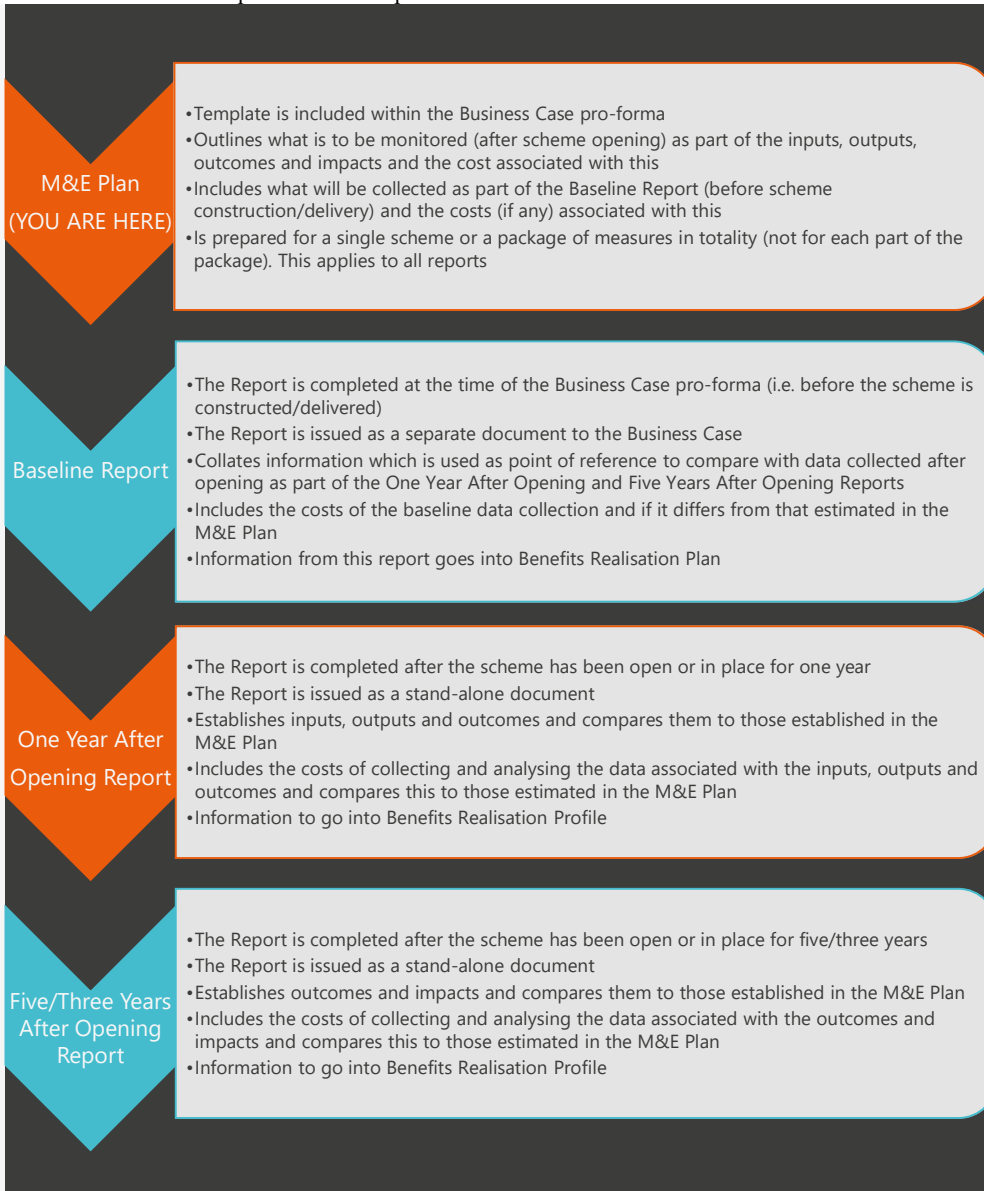 M&E Plan
(YOU ARE HERE)
•Template is included within the Business Case pro-forma
•Outlines what is to be monitored (after scheme opening) as part of the inputs, outputs,
outcomes and impacts and the cost associated with this
•Includes what will be collected as part of the Baseline Report (before scheme
construction/delivery) and the costs (if any) associated with this
•Is prepared for a single scheme or a package of measures in totality (not for each part of the
package). This applies to all reports
Baseline Report
•The Report is completed at the time of the Business Case pro-forma (i.e. before the scheme is
constructed/delivered)
•The Report is issued as a separate document to the Business Case
•Collates information which is used as point of reference to compare with data collected after
opening as part of the One Year After Opening and Five Years After Opening Reports
•Includes the costs of the baseline data collection and if it differs from that estimated in the
M&E Plan
•Information from this report goes into Benefits Realisation Plan
One Year After
Opening Report
•The Report is completed after the scheme has been open or in place for one year
•The Report is issued as a stand-alone document
•Establishes inputs, outputs and outcomes and compares them to those established in the
M&E Plan
•Includes the costs of collecting and analysing the data associated with the inputs, outputs and
outcomes and compares this to those estimated in the M&E Plan
•Information to go into Benefits Realisation Profile
Five/Three Years
After Opening
Report
•The Report is completed after the scheme has been open or in place for five/three years
•The Report is issued as a stand-alone document
•Establishes outcomes and impacts and compares them to those established in the M&E Plan
•Includes the costs of collecting and analysing the data associated with the outcomes and
impacts and compares this to those estimated in the M&E Plan
•Information to go into Benefits Realisation Profile